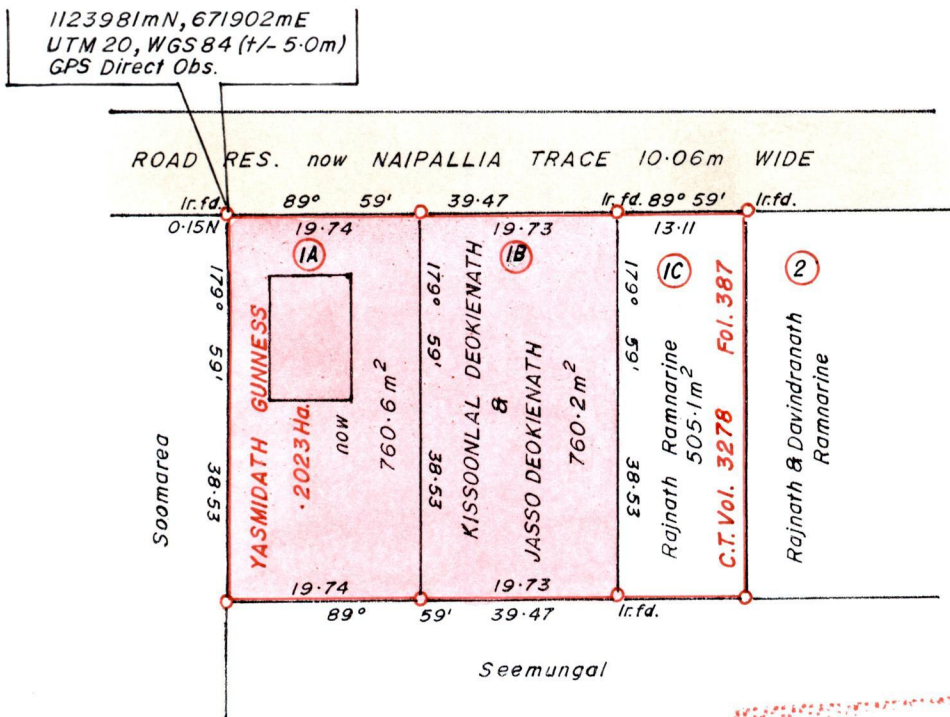 1123981mN, 671902mE
UTM 20, WGS 84 (+/- 5·0m)
GPS Direct Obs.
ROAD RES. now NAIPALLIA TRACE 10·06m WIDE
Ir.fd. 89° 59' 39·47 Ir.fd. 89° 59' Ir.fd.
0·15N 19·74 19·73 13·11
1A
1B
1C
2
179° 59' 38·53
179° 59' 38·53
179° 59' 38·53
Soomarea
YASMIDATH GUNNESS
·2023 Ha.
now
760·6 m²
KISSOONLAL DEOKIENATH
&
JASSO DEOKIENATH
760·2 m²
Rajnath Ramnarine
505·1 m²
C.T. Vol. 3278 Fol. 387
Rajnath & Davindranath
Ramnarine
19·74 19·73
89° 59' 39·47 Ir.fd.
Seemungal